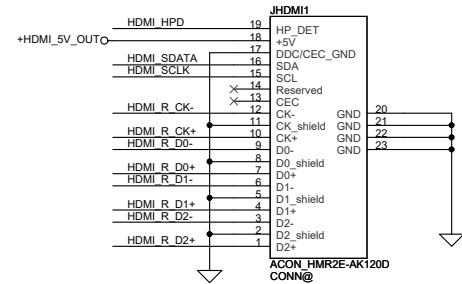 JHDMI1
HDMI_HPD 19 HP_DET
+HDMI_5V_OUT 18 +5V
17 DDC/CEC_GND
HDMI_SDATA 16 SDA
HDMI_SCLK 15 SCL
14 Reserved
13 CEC
HDMI_R_CK- 12 CK- GND 20
11 CK_shield GND 21
HDMI_R_CK+ 10 CK+ GND 22
HDMI_R_D0- 9 D0- GND 23
8 D0_shield
HDMI_R_D0+ 7 D0+
HDMI_R_D1- 6 D1-
5 D1_shield
HDMI_R_D1+ 4 D1+
HDMI_R_D2- 3 D2-
2 D2_shield
HDMI_R_D2+ 1 D2+
ACON_HMR2E-AK120D
CONN@